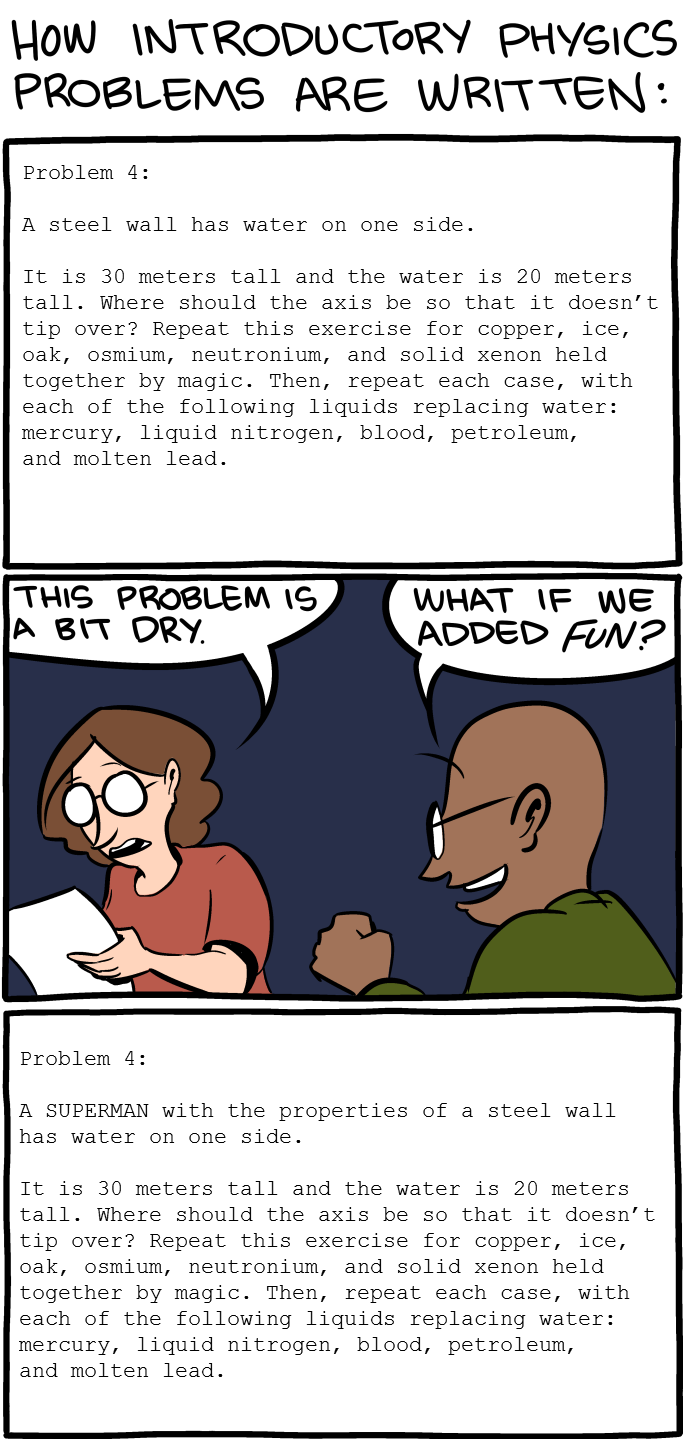 HOW INTRODUCTORY PHYSICS
PROBLEMS ARE WRITTEN:
Problem 4:
A steel wall has water on one side.
It is 30 meters tall and the water is 20 meters
tall. Where should the axis be so that it doesn't
tip over? Repeat this exercise for copper, ice,
oak, osmium, neutronium, and solid xenon held
together by magic. Then, repeat each case, with
each of the following liquids replacing water:
mercury, liquid nitrogen, blood, petroleum,
and molten lead.
THIS PROBLEM IS
A BIT DRY.
WHAT IF WE
ADDED FUN?
Problem 4:
A SUPERMAN with the properties of a steel wall
has water on one side.
It is 30 meters tall and the water is 20 meters
tall. Where should the axis be so that it doesn't
tip over? Repeat this exercise for copper, ice,
oak, osmium, neutronium, and solid xenon held
together by magic. Then, repeat each case, with
each of the following liquids replacing water:
mercury, liquid nitrogen, blood, petroleum,
and molten lead.